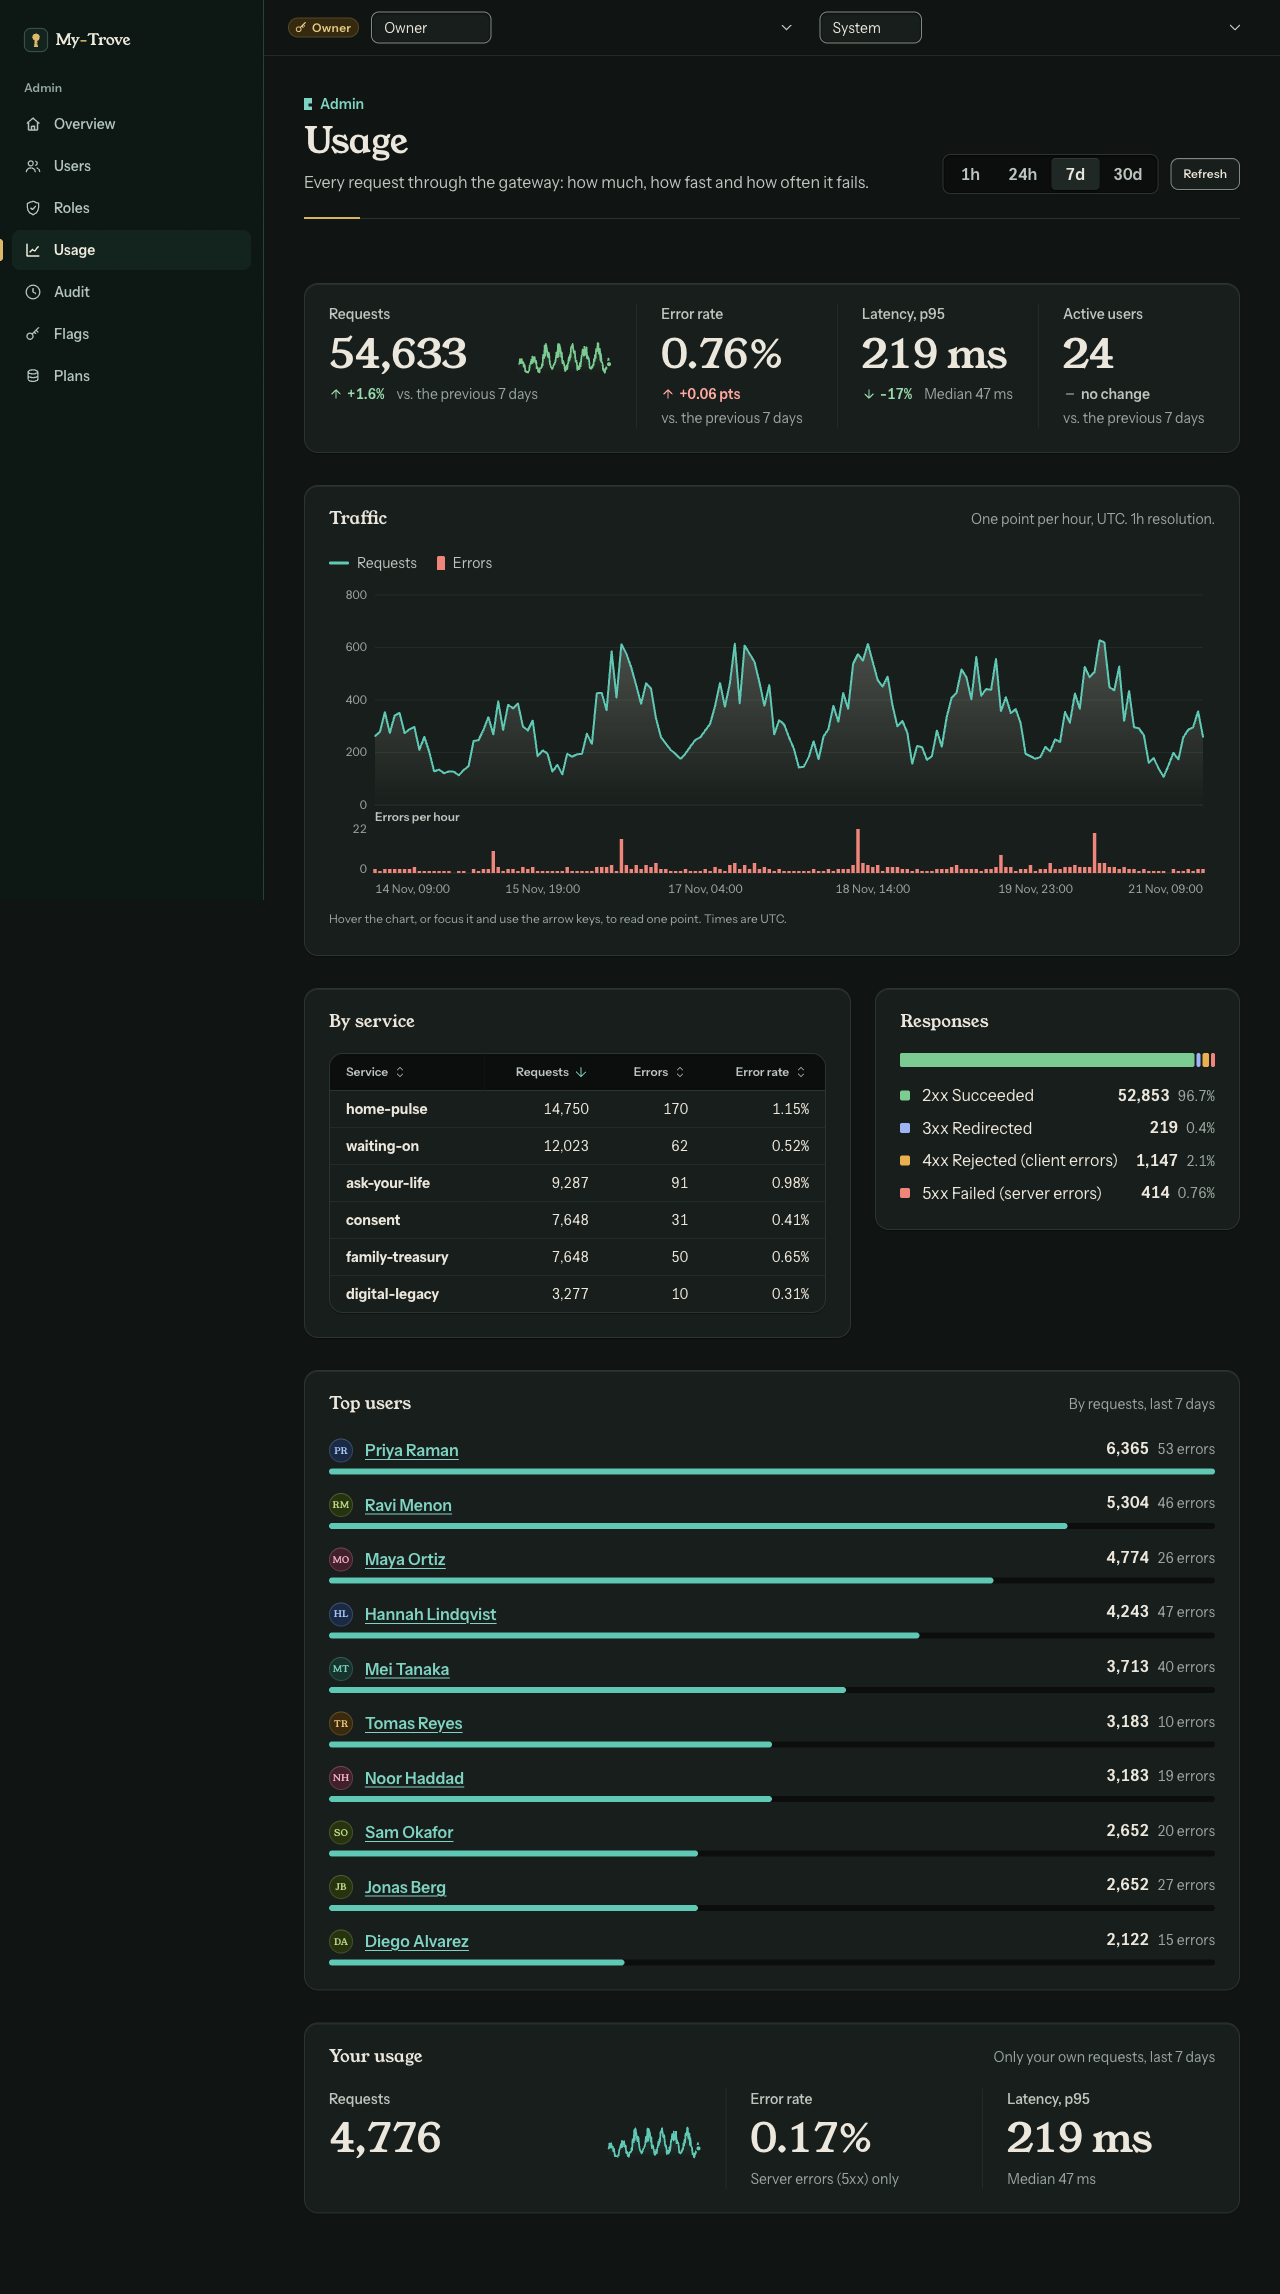 My-Trove
Owner
Owner
System
Admin
Overview
Users
Roles
Usage
Audit
Flags
Plans
Admin
Usage
Every request through the gateway: how much, how fast and how often it fails.
1h 24h 7d 30d
Refresh
Requests
54,633
+1.6% vs. the previous 7 days
Error rate
0.76%
+0.06 pts
vs. the previous 7 days
Latency, p95
219 ms
-17% Median 47 ms
Active users
24
no change
vs. the previous 7 days
Traffic
One point per hour, UTC. 1h resolution.
Requests Errors
800
600
400
200
0
Errors per hour
22
0
14 Nov, 09:00 15 Nov, 19:00 17 Nov, 04:00 18 Nov, 14:00 19 Nov, 23:00 21 Nov, 09:00
Hover the chart, or focus it and use the arrow keys, to read one point. Times are UTC.
By service
Service Requests Errors Error rate
home-pulse 14,750 170 1.15%
waiting-on 12,023 62 0.52%
ask-your-life 9,287 91 0.98%
consent 7,648 31 0.41%
family-treasury 7,648 50 0.65%
digital-legacy 3,277 10 0.31%
Responses
2xx Succeeded 52,853 96.7%
3xx Redirected 219 0.4%
4xx Rejected (client errors) 1,147 2.1%
5xx Failed (server errors) 414 0.76%
Top users
By requests, last 7 days
PR Priya Raman 6,365 53 errors
RM Ravi Menon 5,304 46 errors
MO Maya Ortiz 4,774 26 errors
HL Hannah Lindqvist 4,243 47 errors
MT Mei Tanaka 3,713 40 errors
TR Tomas Reyes 3,183 10 errors
NH Noor Haddad 3,183 19 errors
SO Sam Okafor 2,652 20 errors
JB Jonas Berg 2,652 27 errors
DA Diego Alvarez 2,122 15 errors
Your usage
Only your own requests, last 7 days
Requests
4,776
Error rate
0.17%
Server errors (5xx) only
Latency, p95
219 ms
Median 47 ms